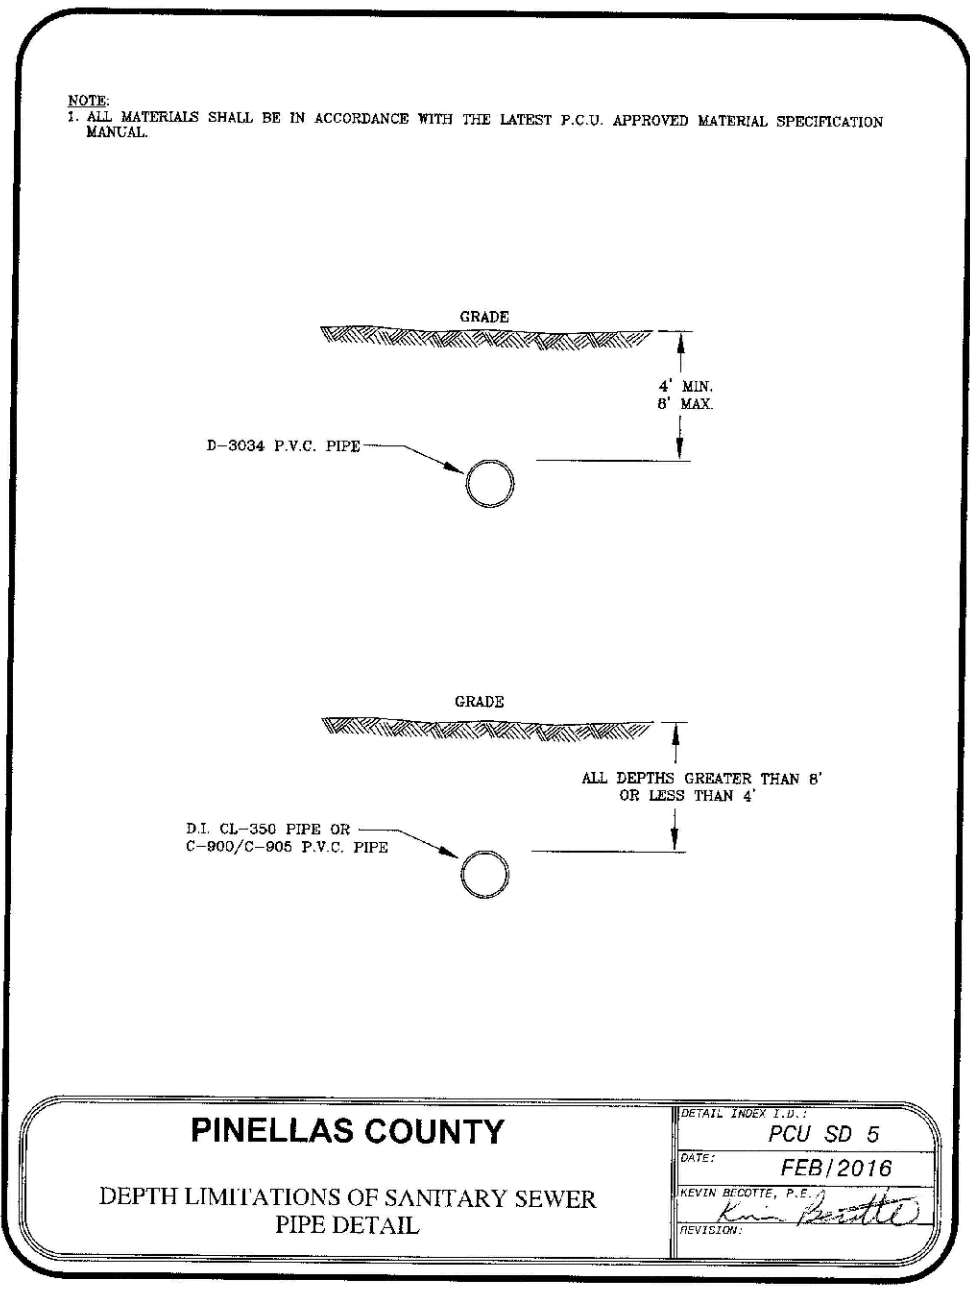 NOTE:
1. ALL MATERIALS SHALL BE IN ACCORDANCE WITH THE LATEST P.C.U. APPROVED MATERIAL SPECIFICATION
MANUAL.
GRADE
4' MIN.
8' MAX.
D-3034 P.V.C. PIPE
GRADE
ALL DEPTHS GREATER THAN 8'
OR LESS THAN 4'
D.I. CL-350 PIPE OR
C-900/C-905 P.V.C. PIPE
PINELLAS COUNTY
DEPTH LIMITATIONS OF SANITARY SEWER
PIPE DETAIL
DETAIL INDEX I.D.:
PCU SD 5
DATE:
FEB/2016
KEVIN BECOTTE, P.E.
Kevin Becotte
REVISION: